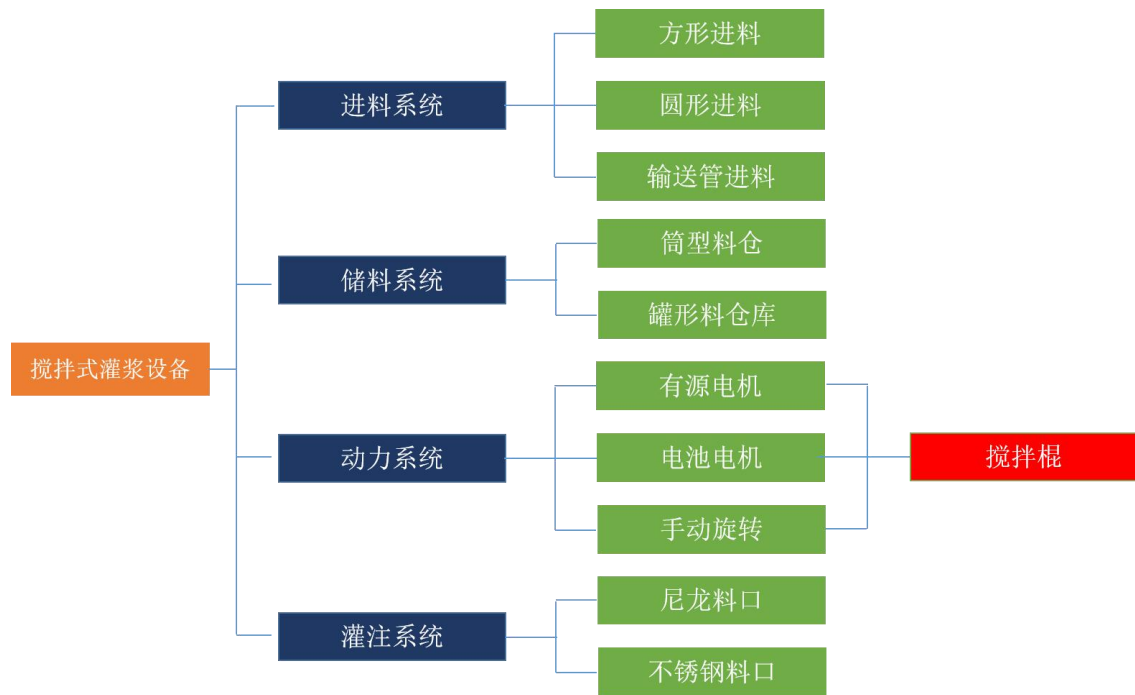 搅拌式灌浆设备
进料系统
方形进料
圆形进料
输送管进料
储料系统
筒型料仓
罐形料仓库
动力系统
有源电机
电池电机
手动旋转
搅拌棍
灌注系统
尼龙料口
不锈钢料口